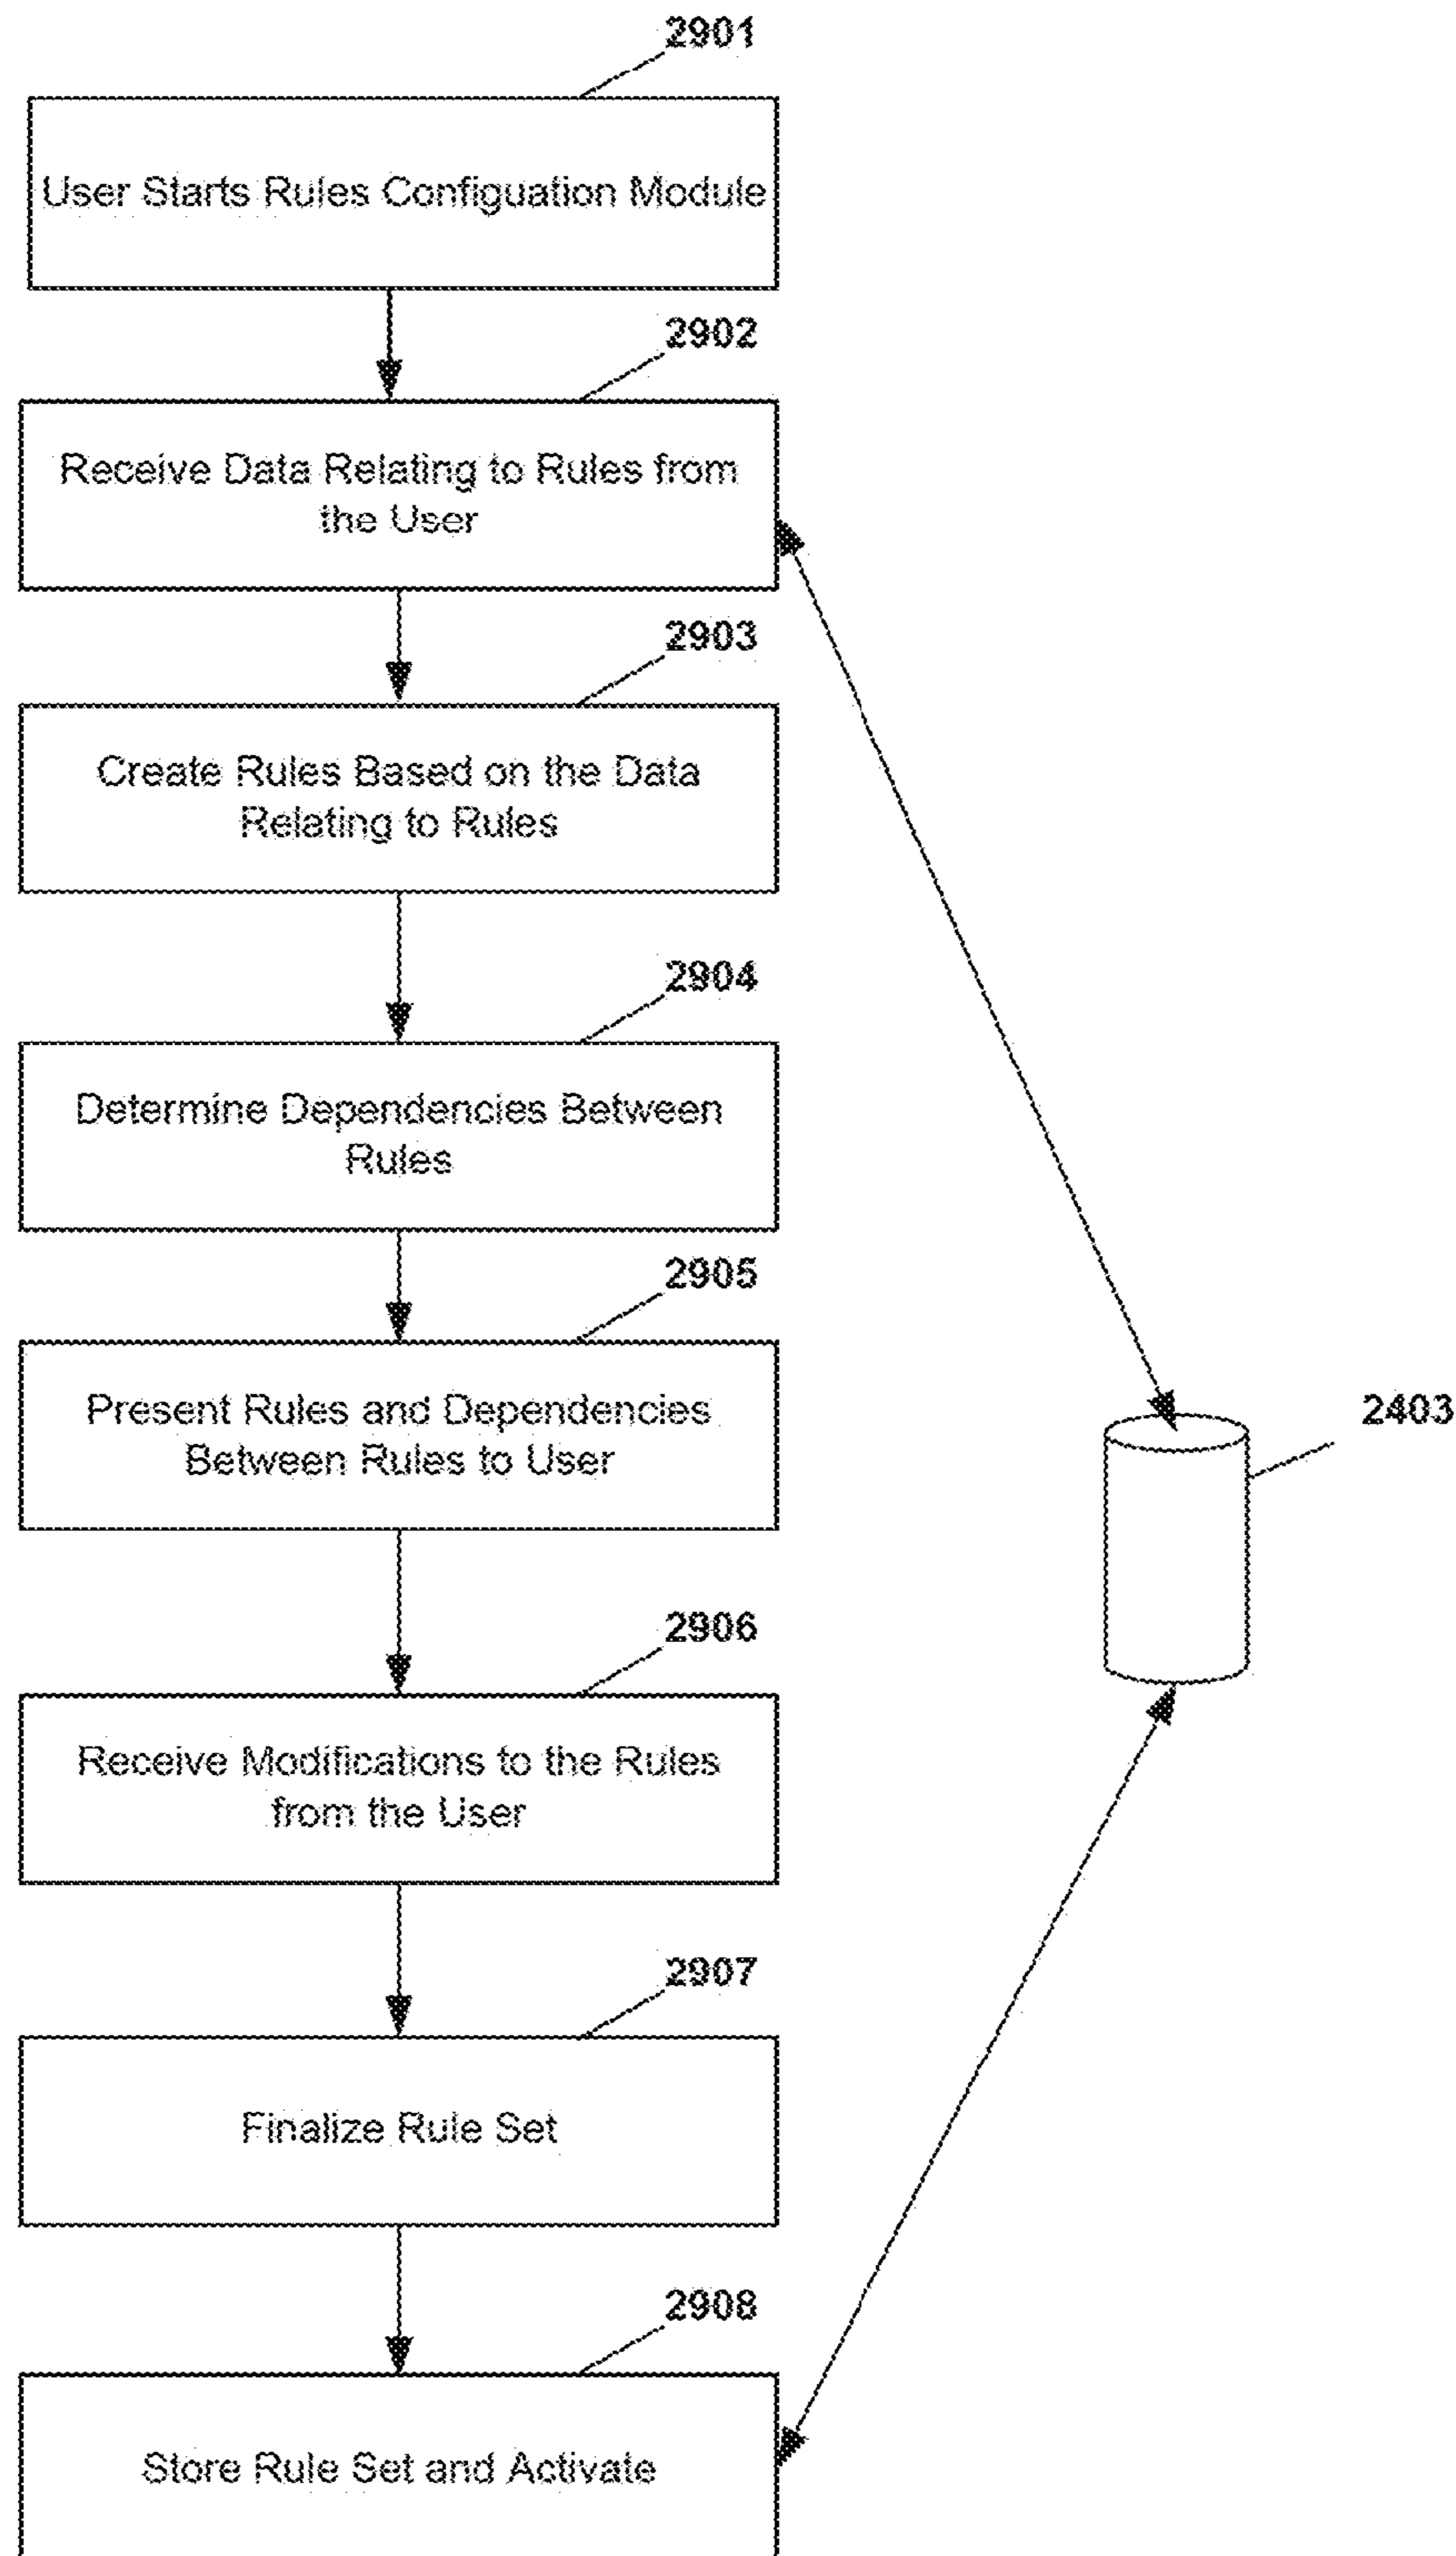 2901
User Starts Rules Configuation Module
2902
Receive Data Relating to Rules from
the User
2903
Create Rules Based on the Data
Relating to Rules
2904
Determine Dependencies Between
Rules
2905
Present Rules and Dependencies
Between Rules to User
2403
2906
Receive Modifications to the Rules
from the User
2907
Finalize Rule Set
2908
Store Rule Set and Activate